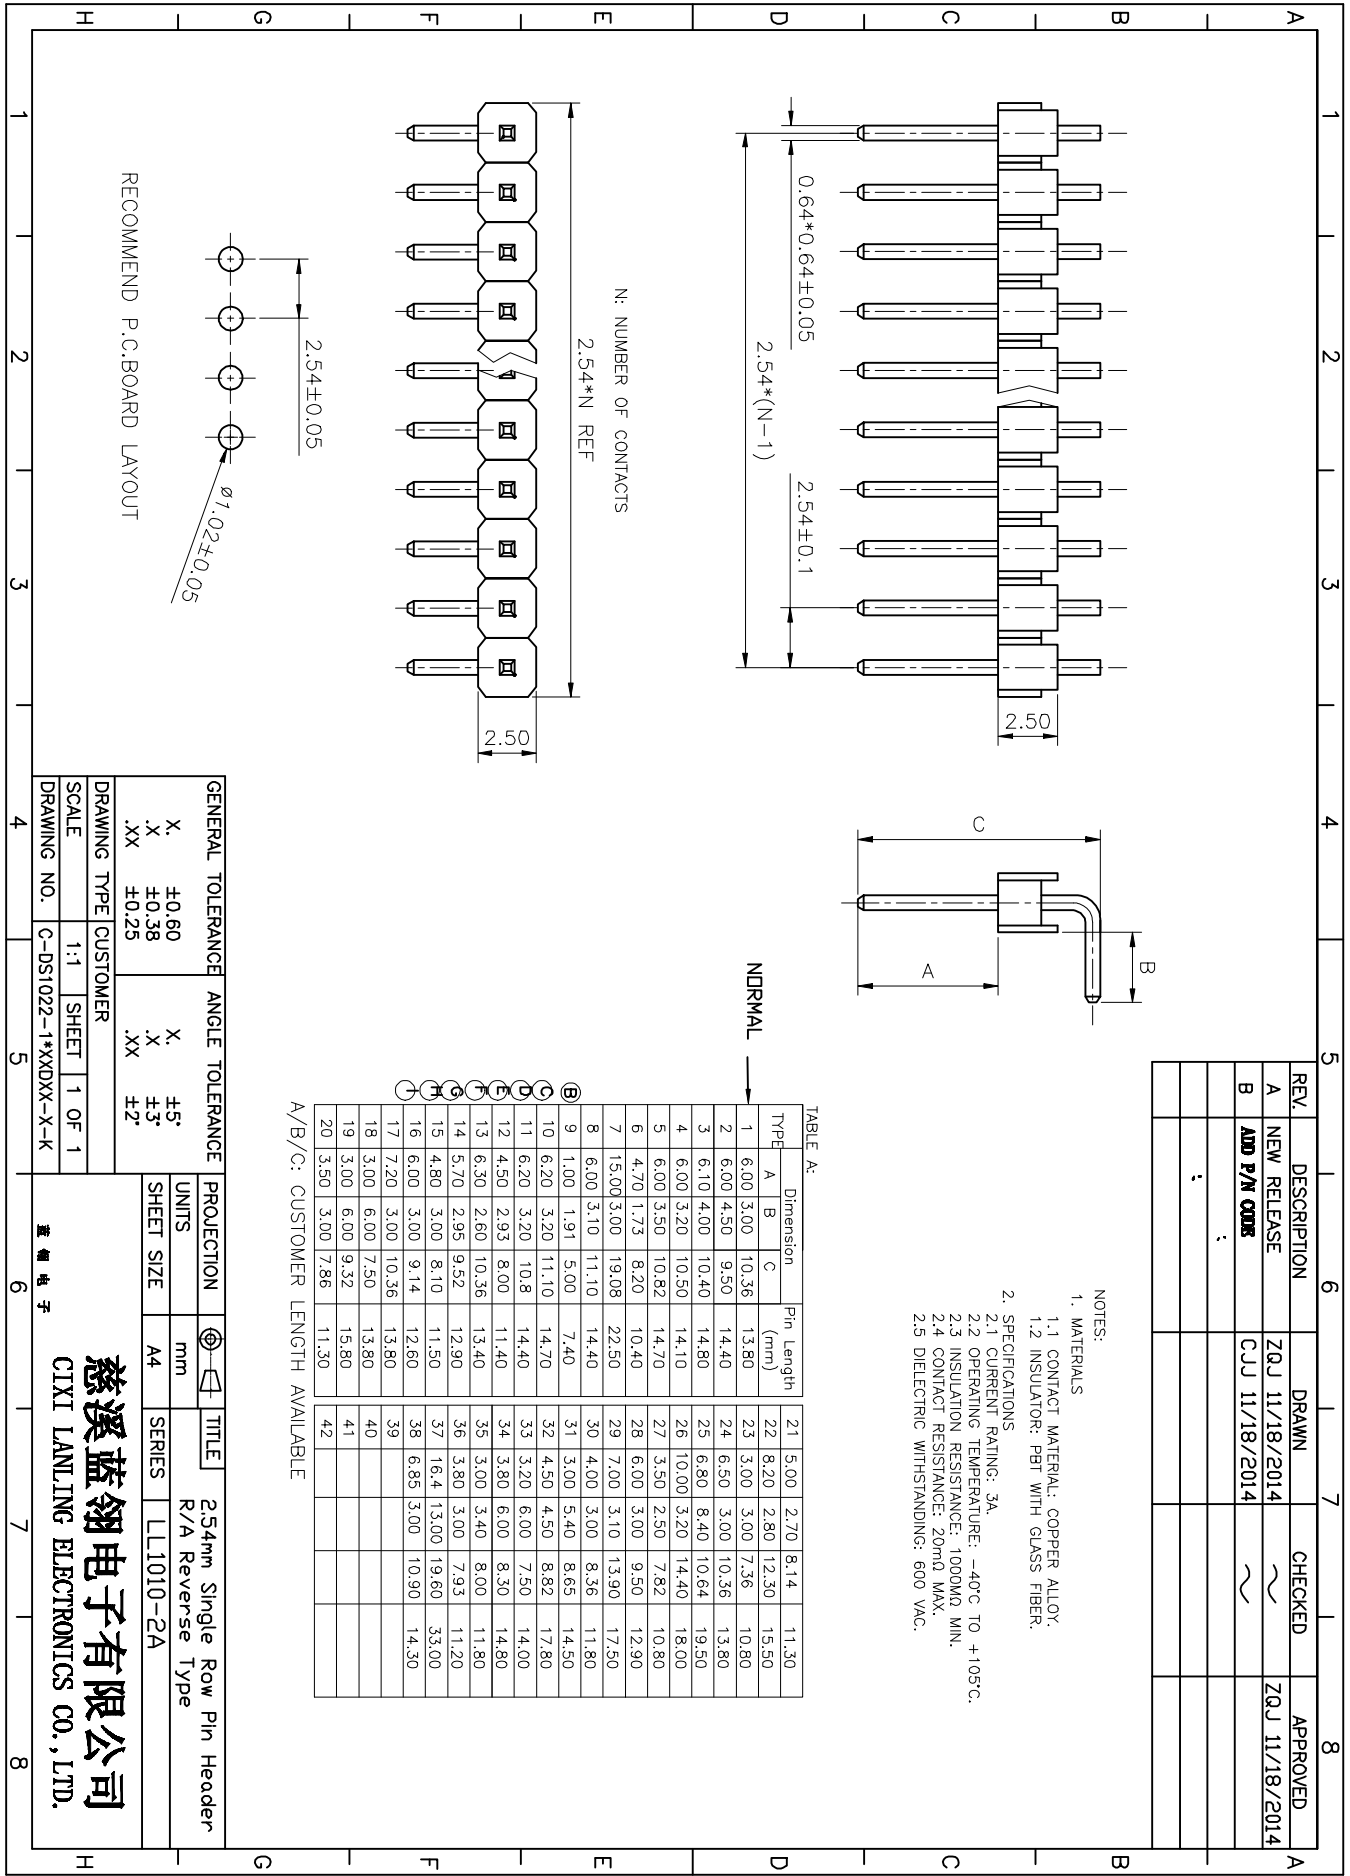 1 2 3 4 5 6 7 8
A B C D E F G H
REV. DESCRIPTION DRAWN CHECKED APPROVED
A NEW RELEASE ZQJ 11/18/2014 ZQJ 11/18/2014
B ADD P/N CODE CJJ 11/18/2014
0.64*0.64±0.05
2.54±0.1
2.54*(N-1)
2.50
C
A
B
NOTES:
1. MATERIALS
1.1 CONTACT MATERIAL: COPPER ALLOY.
1.2 INSULATOR: PBT WITH GLASS FIBER.
2. SPECIFICATIONS
2.1 CURRENT RATING: 3A.
2.2 OPERATING TEMPERATURE: -40°C TO +105°C.
2.3 INSULATION RESISTANCE: 1000MΩ MIN.
2.4 CONTACT RESISTANCE: 20mΩ MAX.
2.5 DIELECTRIC WITHSTANDING: 600 VAC.
N: NUMBER OF CONTACTS
2.54*N REF
2.50
2.54±0.05
ø1.02±0.05
RECOMMEND P.C.BOARD LAYOUT
NORMAL
TABLE A:
TYPE Dimension Pin Length
A B C (mm)
1 6.00 3.00 10.36 13.80
2 6.00 4.50 9.50 14.40
3 6.10 4.00 10.40 14.80
4 6.00 3.20 10.50 14.10
5 6.00 3.50 10.82 14.70
6 4.70 1.73 8.20 10.40
7 15.00 3.00 19.08 22.50
8 6.00 3.10 11.10 14.40
B 9 1.00 1.91 5.00 7.40
C 10 6.20 3.20 11.10 14.70
D 11 6.20 3.20 10.8 14.40
E 12 4.50 2.93 8.00 11.40
F 13 6.30 2.60 10.36 13.40
G 14 5.70 2.95 9.52 12.90
H 15 4.80 3.00 8.10 11.50
I 16 6.00 3.00 9.14 12.60
17 7.20 3.00 10.36 13.80
18 3.00 6.00 7.50 13.80
19 3.00 6.00 9.32 15.80
20 3.50 3.00 7.86 11.30
21 5.00 2.70 8.14 11.30
22 8.20 2.80 12.30 15.50
23 3.00 3.00 7.36 10.80
24 6.50 3.00 10.36 13.80
25 6.80 8.40 10.64 19.50
26 10.00 3.20 14.40 18.00
27 3.50 2.50 7.82 10.80
28 6.00 3.00 9.50 12.90
29 7.00 3.10 13.90 17.50
30 4.00 3.00 8.36 11.80
31 3.00 5.40 8.65 14.50
32 4.50 4.50 8.82 17.80
33 3.20 6.00 7.50 14.00
34 3.80 6.00 8.30 14.80
35 3.00 3.40 8.00 11.80
36 3.80 3.00 7.93 11.20
37 16.4 13.00 19.60 33.00
38 6.85 3.00 10.90 14.30
39
40
41
42
A/B/C: CUSTOMER LENGTH AVAILABLE
GENERAL TOLERANCE
X. ±0.60
.X ±0.38
.XX ±0.25
ANGLE TOLERANCE
X. ±5°
.X ±3°
.XX ±2°
DRAWING TYPE CUSTOMER
SCALE 1:1 SHEET 1 OF 1
DRAWING NO. C-DS1022-1*XXDXX-X-K
PROJECTION
UNITS mm
SHEET SIZE A4
TITLE 2.54mm Single Row Pin Header
R/A Reverse Type
SERIES LL1010-2A
蓝翎电子
慈溪蓝翎电子有限公司
CIXI LANLING ELECTRONICS CO.,LTD.
1 2 3 4 5 6 7 8
A B C D E F G H